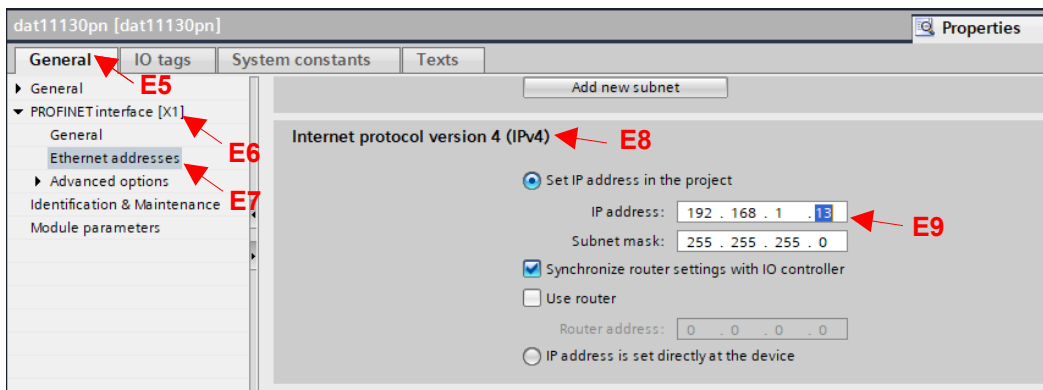 dat11130pn [dat11130pn]
Properties
General IO tags System constants Texts
E5
General
PROFINET interface [X1]
General
E6
Ethernet addresses
E7
Advanced options
Identification & Maintenance
Module parameters
Add new subnet
Internet protocol version 4 (IPv4)
E8
Set IP address in the project
IP address: 192 . 168 . 1 . 13
E9
Subnet mask: 255 . 255 . 255 . 0
Synchronize router settings with IO controller
Use router
Router address: 0 . 0 . 0 . 0
IP address is set directly at the device